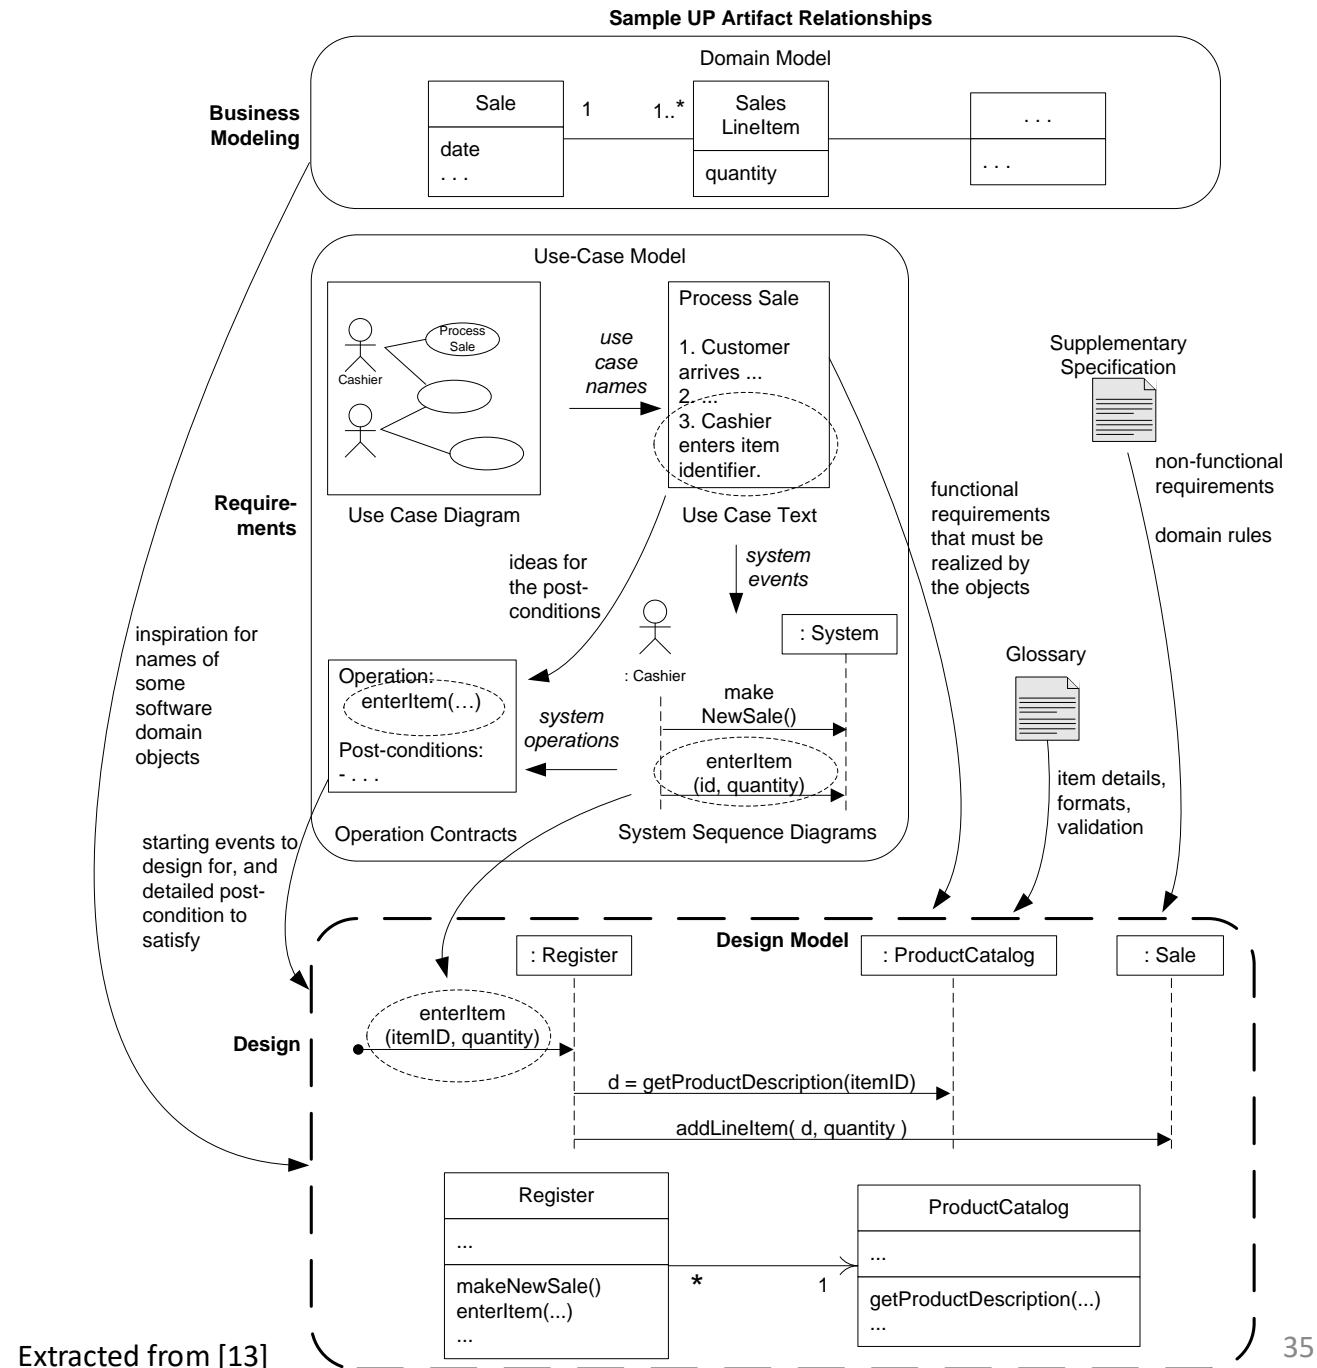 Sample UP Artifact Relationships
Domain Model
Business
Modeling
Sale
date
. . .
1
1..*
Sales
LineItem
quantity
. . .
. . .
Use-Case Model
Require-
ments
Process
Sale
Cashier
Use Case Diagram
use
case
names
Process Sale
1. Customer
arrives ...
2. ...
3. Cashier
enters item
identifier.
Use Case Text
Supplementary
Specification
non-functional
requirements
domain rules
functional
requirements
that must be
realized by
the objects
ideas for
the post-
conditions
system
events
: System
: Cashier
make
NewSale()
enterItem
(id, quantity)
System Sequence Diagrams
Operation:
enterItem(…)
Post-conditions:
- . . .
Operation Contracts
system
operations
Glossary
item details,
formats,
validation
inspiration for
names of
some
software
domain
objects
starting events to
design for, and
detailed post-
condition to
satisfy
Design Model
Design
: Register
: ProductCatalog
: Sale
enterItem
(itemID, quantity)
d = getProductDescription(itemID)
addLineItem( d, quantity )
Register
...
makeNewSale()
enterItem(...)
...
*
1
ProductCatalog
...
getProductDescription(...)
...
Extracted from [13]
35